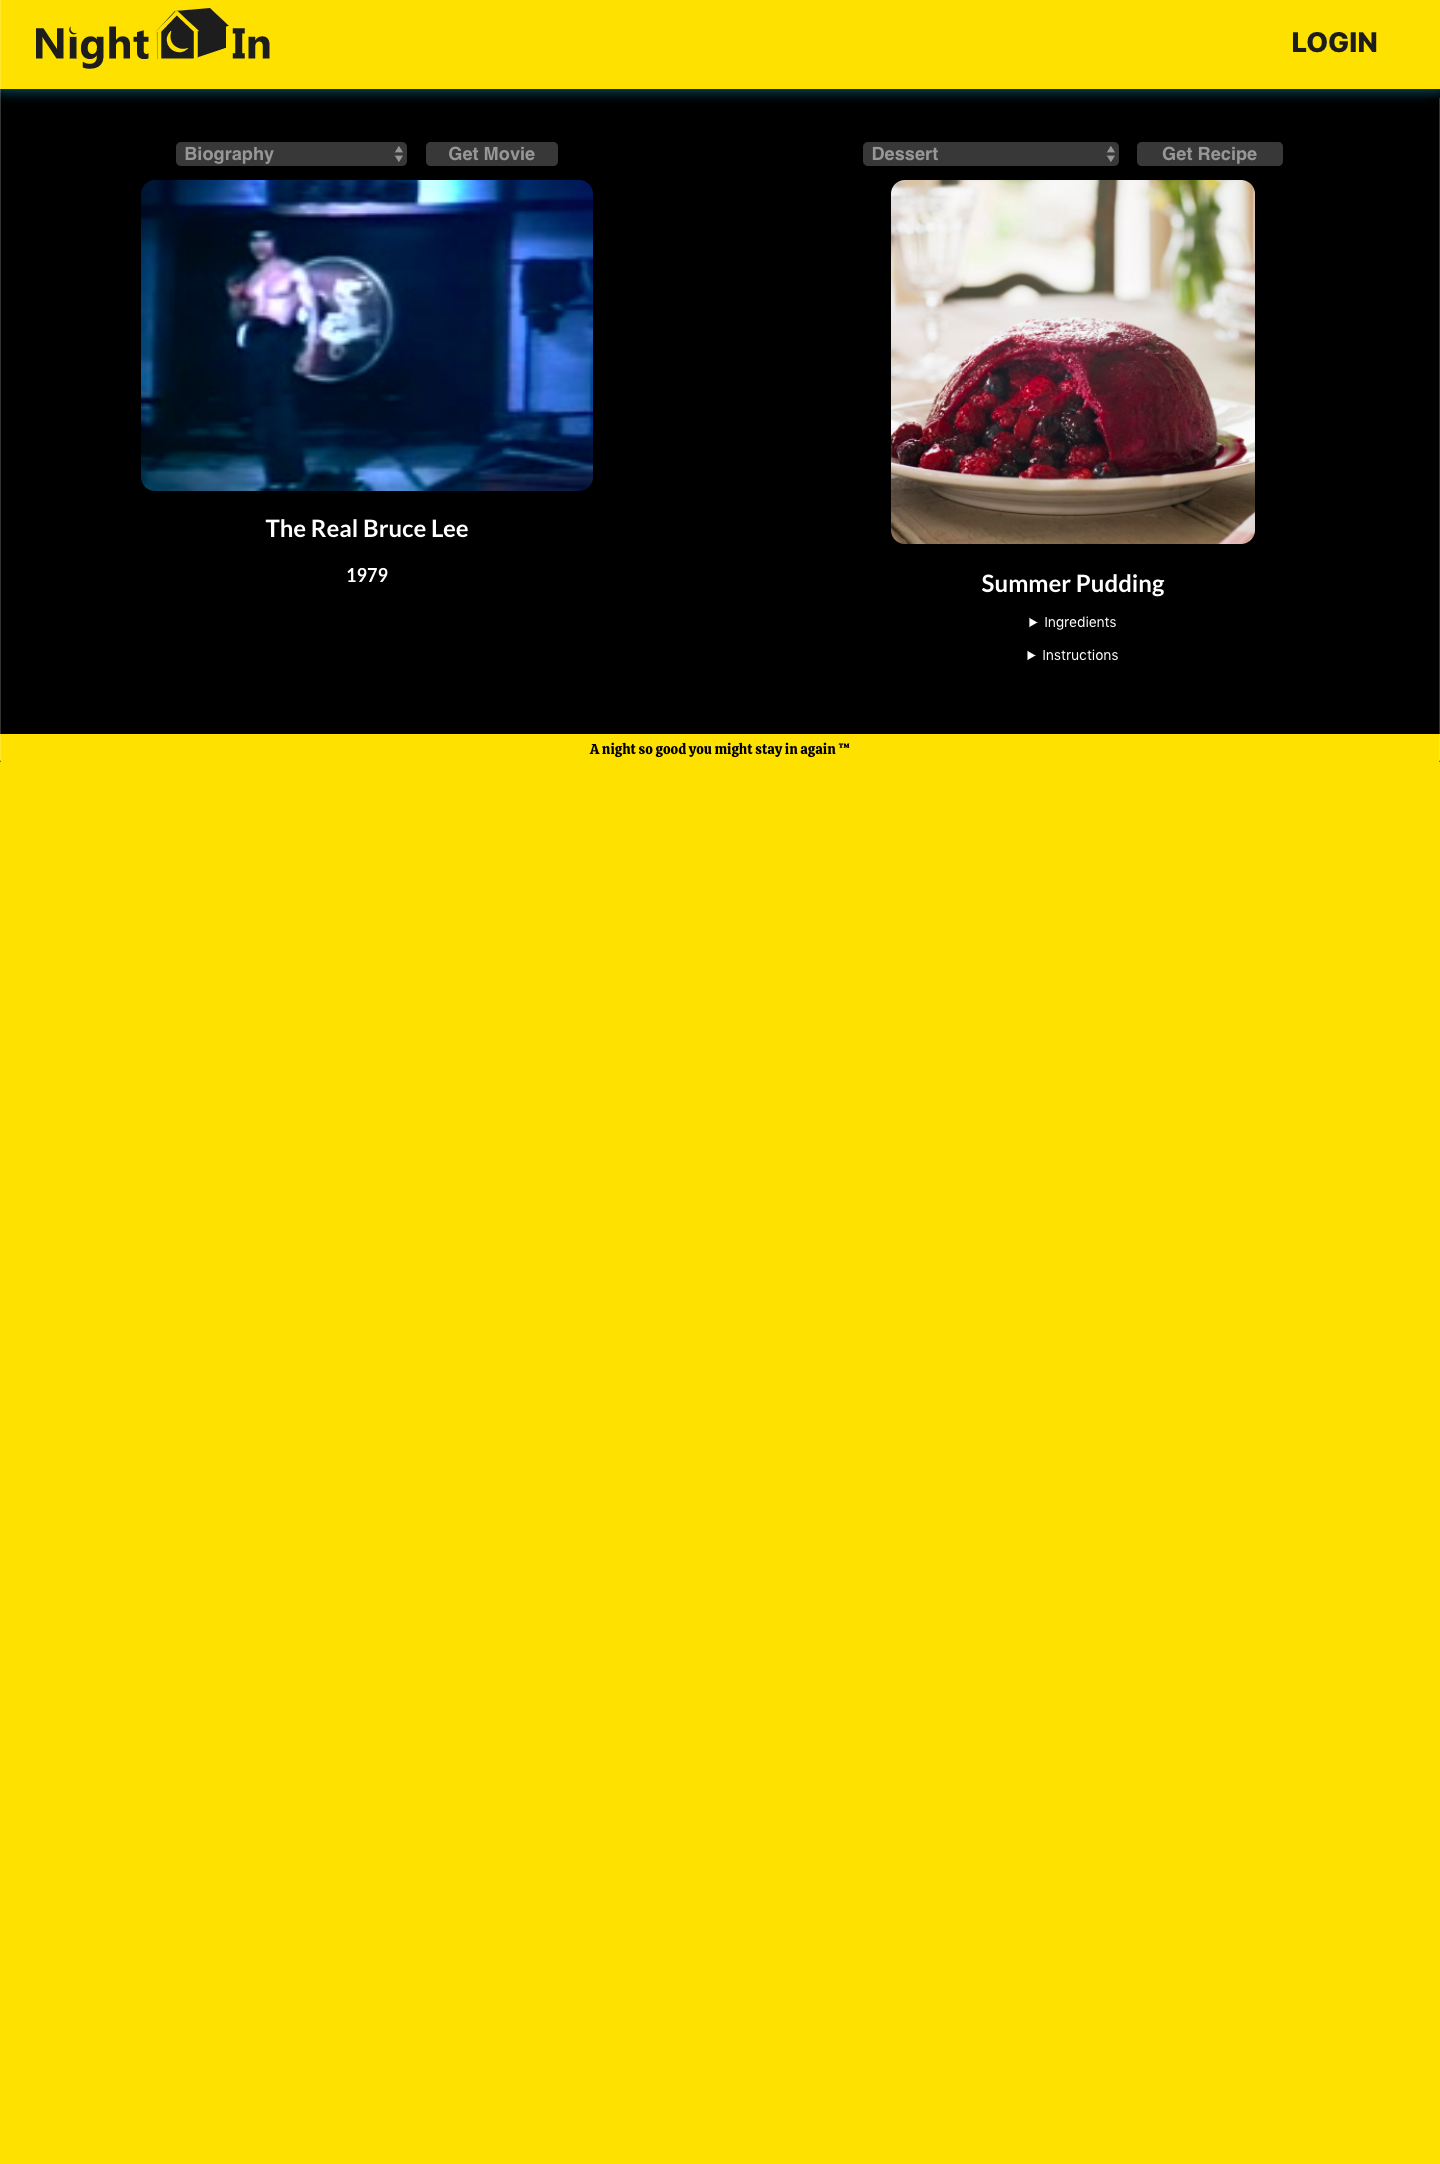 Night In
LOGIN
Biography
Get Movie
Dessert
Get Recipe
The Real Bruce Lee
1979
Summer Pudding
▶ Ingredients
▶ Instructions
A night so good you might stay in again ™